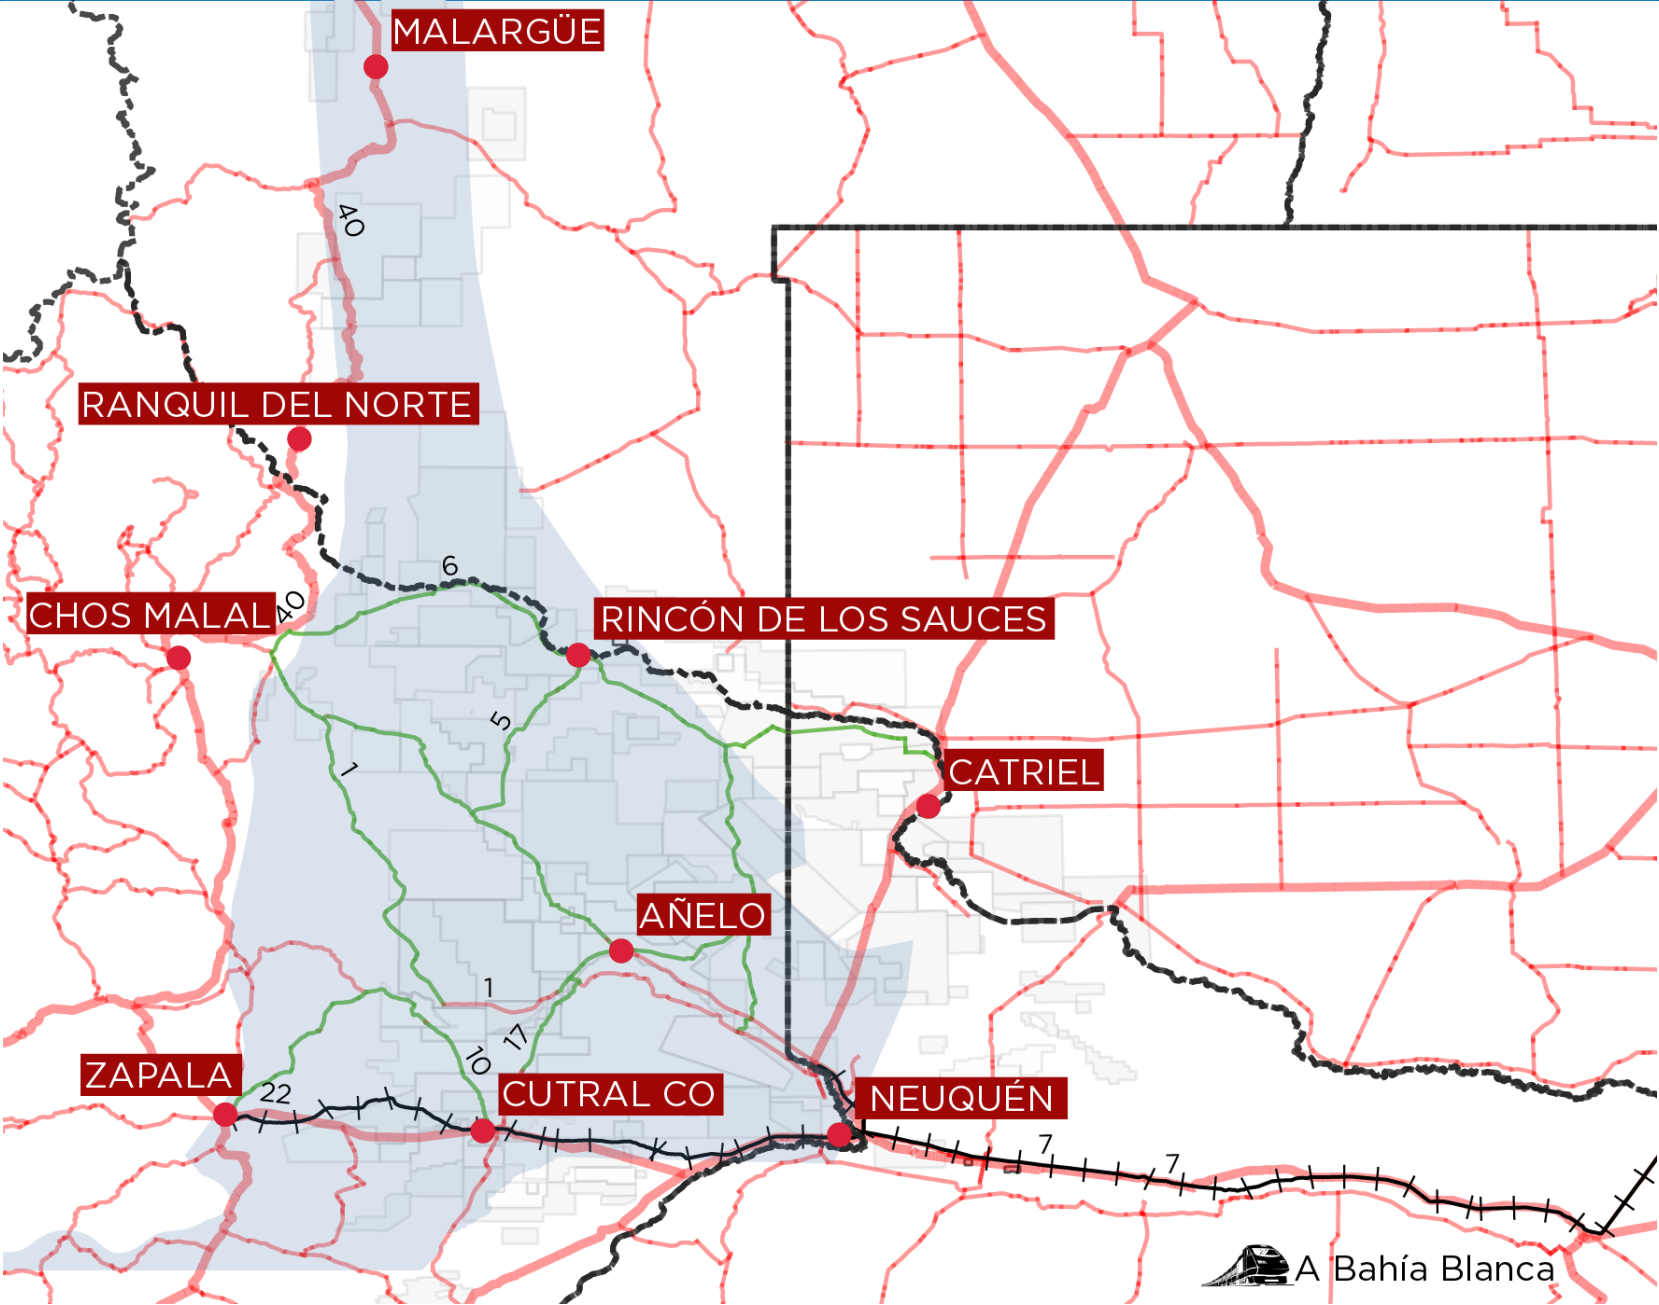 MALARGÜE
40
RANQUIL DEL NORTE
6
40
CHOS MALAL
RINCÓN DE LOS SAUCES
5
1
CATRIEL
AÑELO
1
17
10
ZAPALA
22
CUTRAL CO
NEUQUÉN
7
7
A Bahía Blanca